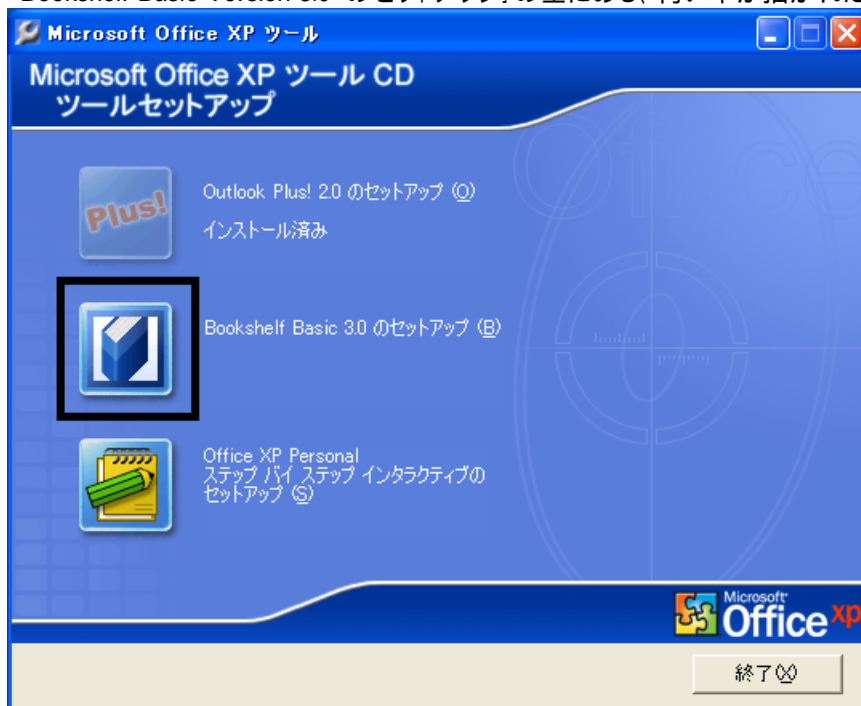 Microsoft Office XP ツール
Microsoft Office XP ツール CD
ツールセットアップ
Plus!
Outlook Plus! 2.0 のセットアップ (O)
インストール済み
Bookshelf Basic 3.0 のセットアップ (B)
Office XP Personal
ステップ バイ ステップ インタラクティブの
セットアップ (S)
Office
Microsoft
Office xp
終了(X)